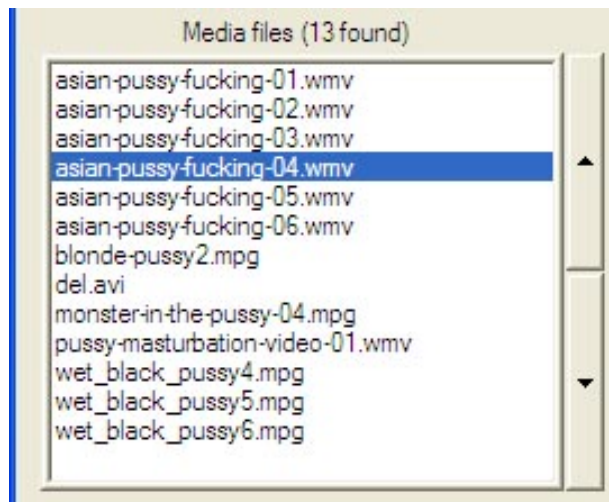 Media files (13 found)
asian-pussy-fucking-01.wmv
asian-pussy-fucking-02.wmv
asian-pussy-fucking-03.wmv
asian-pussy-fucking-04.wmv
asian-pussy-fucking-05.wmv
asian-pussy-fucking-06.wmv
blonde-pussy2.mpg
del.avi
monster-in-the-pussy-04.mpg
pussy-masturbation-video-01.wmv
wet_black_pussy4.mpg
wet_black_pussy5.mpg
wet_black_pussy6.mpg